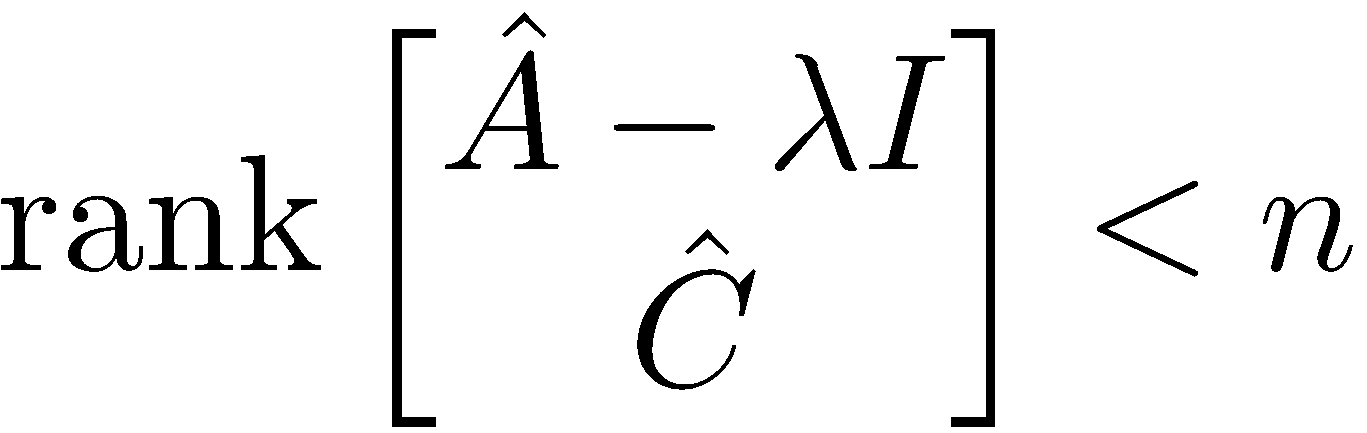 rank [Â − λI
Ĉ] < n